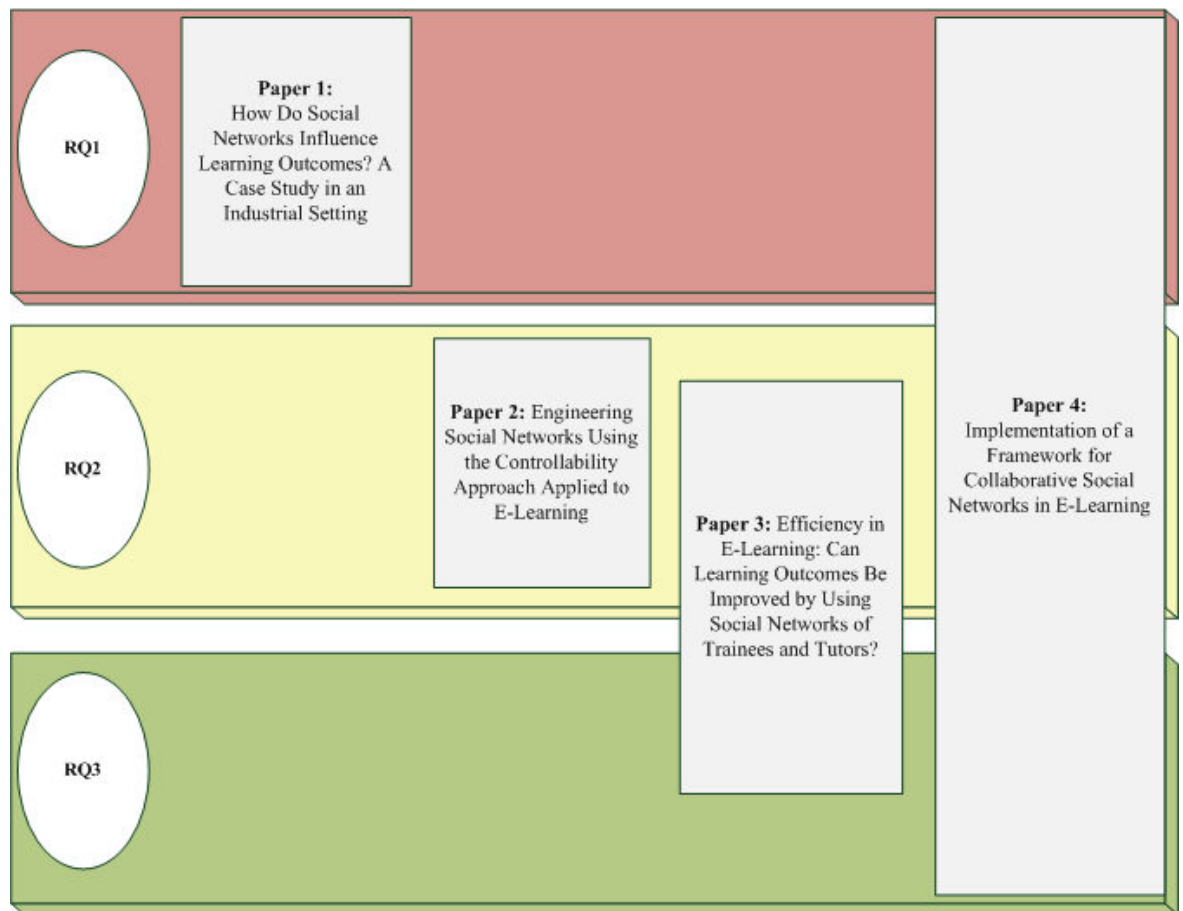 RQ1
Paper 1:
How Do Social
Networks Influence
Learning Outcomes? A
Case Study in an
Industrial Setting
RQ2
Paper 2: Engineering
Social Networks Using
the Controllability
Approach Applied to
E-Learning
Paper 3: Efficiency in
E-Learning: Can
Learning Outcomes Be
Improved by Using
Social Networks of
Trainees and Tutors?
Paper 4:
Implementation of a
Framework for
Collaborative Social
Networks in E-Learning
RQ3